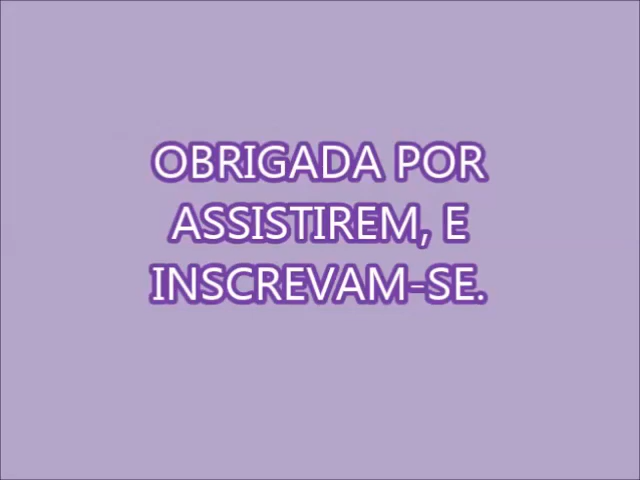 OBRIGADA POR
ASSISTIREM, E
INSCREVAM-SE.